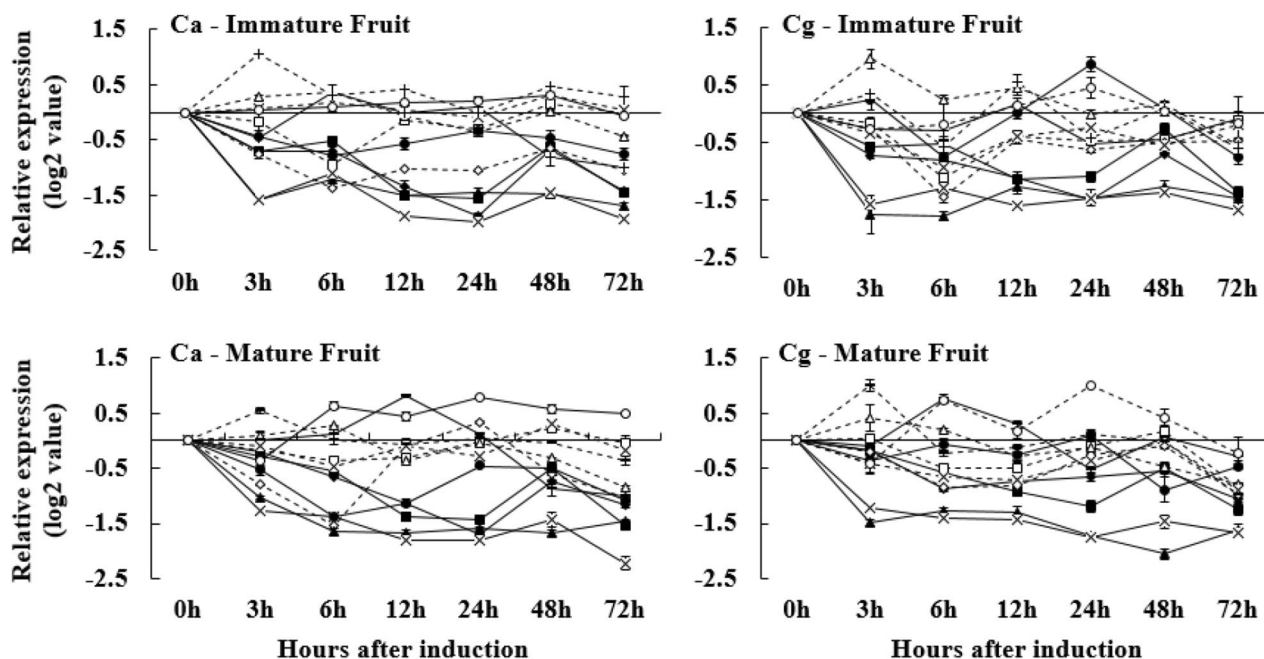 Ca - Immature Fruit
Cg - Immature Fruit
Relative expression
(log2 value)
1.5
0.5
-0.5
-1.5
-2.5
0h 3h 6h 12h 24h 48h 72h
1.5
0.5
-0.5
-1.5
-2.5
0h 3h 6h 12h 24h 48h 72h
Ca - Mature Fruit
Cg - Mature Fruit
Relative expression
(log2 value)
1.5
0.5
-0.5
-1.5
-2.5
0h 3h 6h 12h 24h 48h 72h
Hours after induction
1.5
0.5
-0.5
-1.5
-2.5
0h 3h 6h 12h 24h 48h 72h
Hours after induction